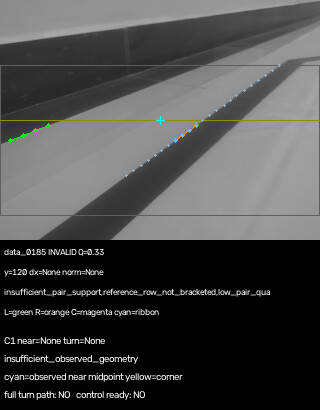 data_0185 INVALID Q=0.33
y=120 dx=None norm=None
insufficient_pair_support,reference_row_not_bracketed,low_pair_qua
L=green R=orange C=magenta cyan=ribbon
C1 near=None turn=None
insufficient_observed_geometry
cyan=observed near midpoint yellow=corner
full turn path: NO control ready: NO